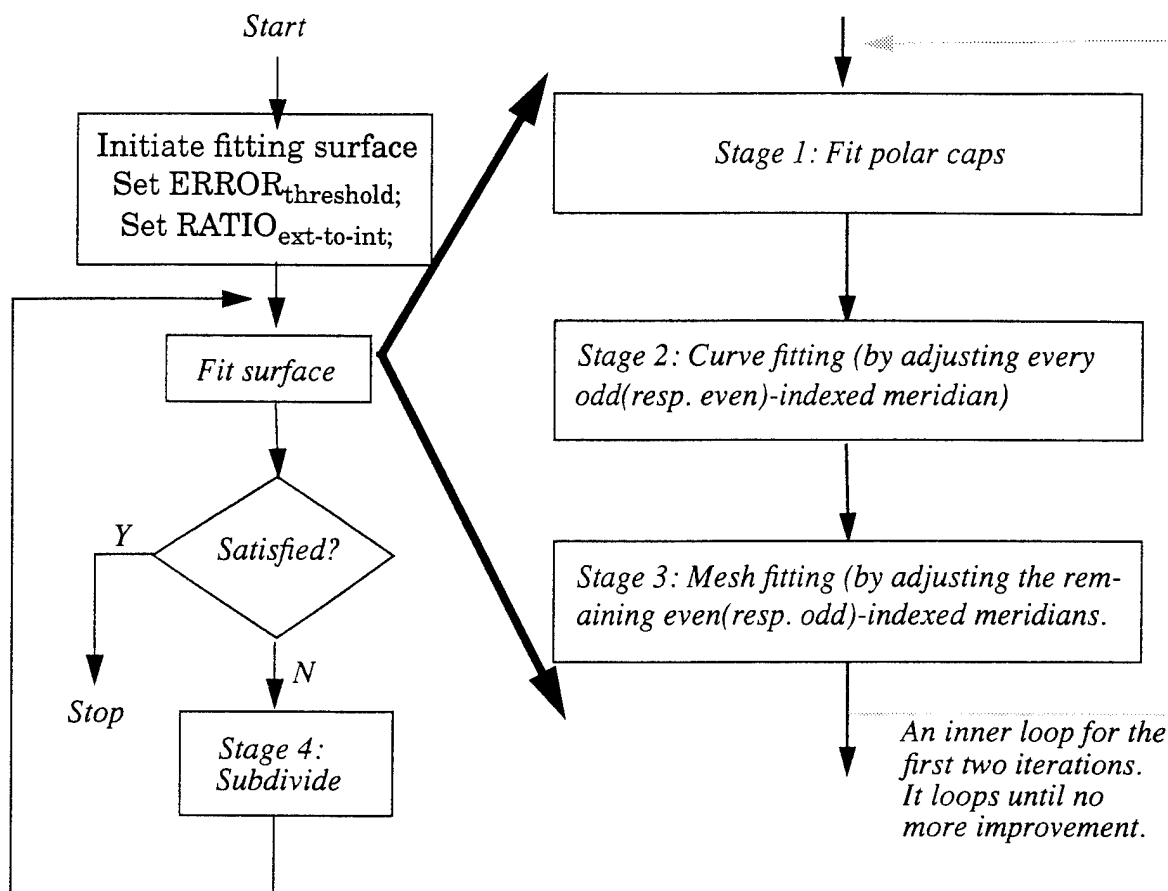 Start
Initiate fitting surface
Set ERRORthreshold;
Set RATIOext-to-int;
Fit surface
Satisfied?
Y
N
Stop
Stage 4:
Subdivide
Stage 1: Fit polar caps
Stage 2: Curve fitting (by adjusting every
odd(resp. even)-indexed meridian)
Stage 3: Mesh fitting (by adjusting the rem-
aining even(resp. odd)-indexed meridians.
An inner loop for the
first two iterations.
It loops until no
more improvement.